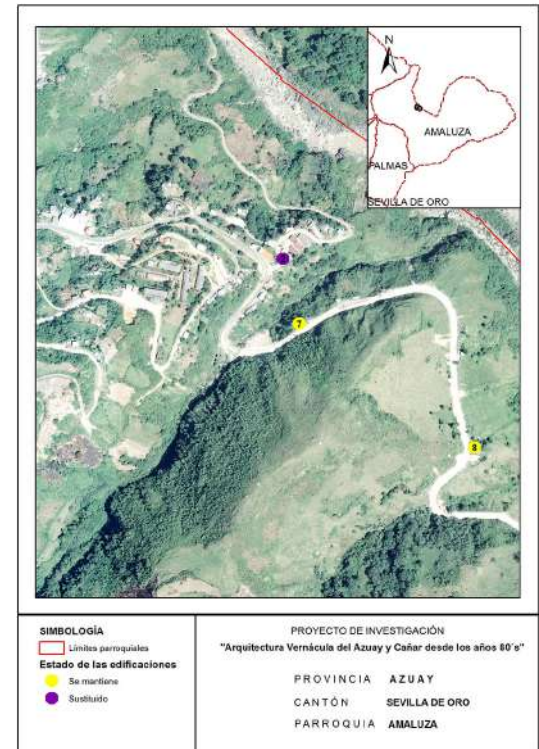 N
AMALUZA
PALMAS
SEVILLA DE ORO
7
8
SIMBOLOGÍA
Límites parroquiales
Estado de las edificaciones
Se mantiene
Sustituido
PROYECTO DE INVESTIGACIÓN
"Arquitectura Vernácula del Azuay y Cañar desde los años 80´s"
PROVINCIA AZUAY
CANTÓN SEVILLA DE ORO
PARROQUIA AMALUZA